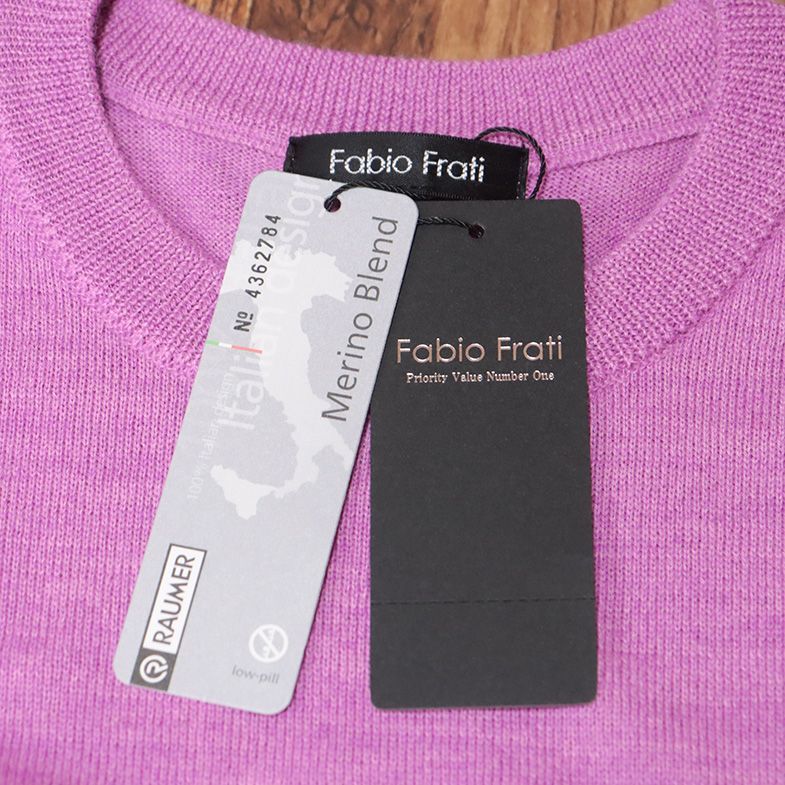 Fabio Frati
Italian design
100% Italian design
№ 4362784
Merino Blend
RAUMER
low-pill
Fabio Frati
Priority Value Number One